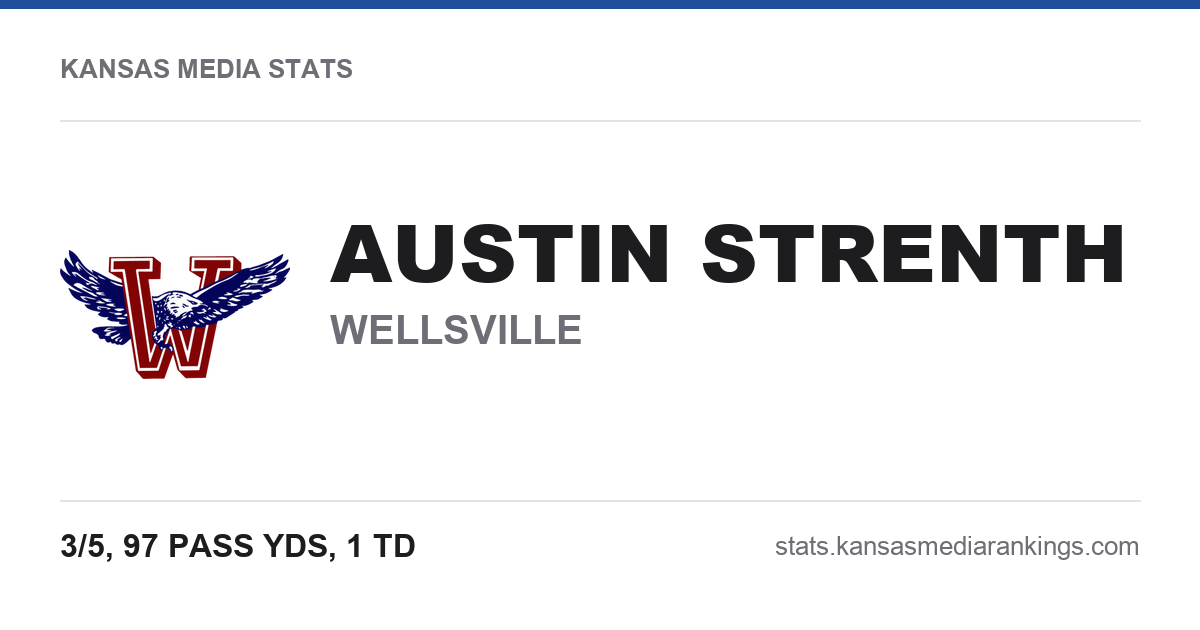 KANSAS MEDIA STATS
AUSTIN STRENTH
WELLSVILLE
W
3/5, 97 PASS YDS, 1 TD
stats.kansasmediarankings.com